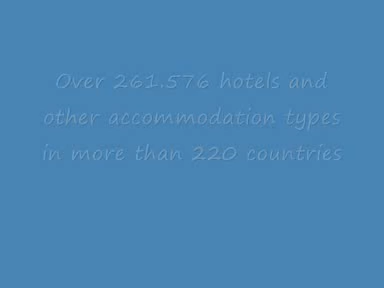 Over 261.576 hotels and
other accommodation types
in more than 220 countries